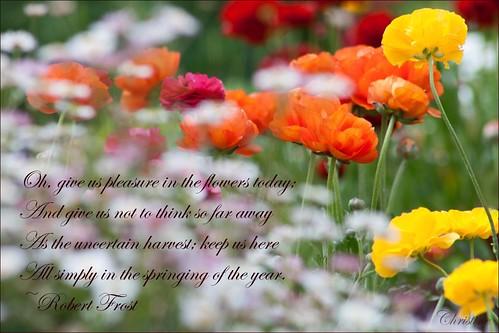 Oh, give us pleasure in the flowers today;
And give us not to think so far away
As the uncertain harvest; keep us here
All simply in the springing of the year.
~Robert Frost